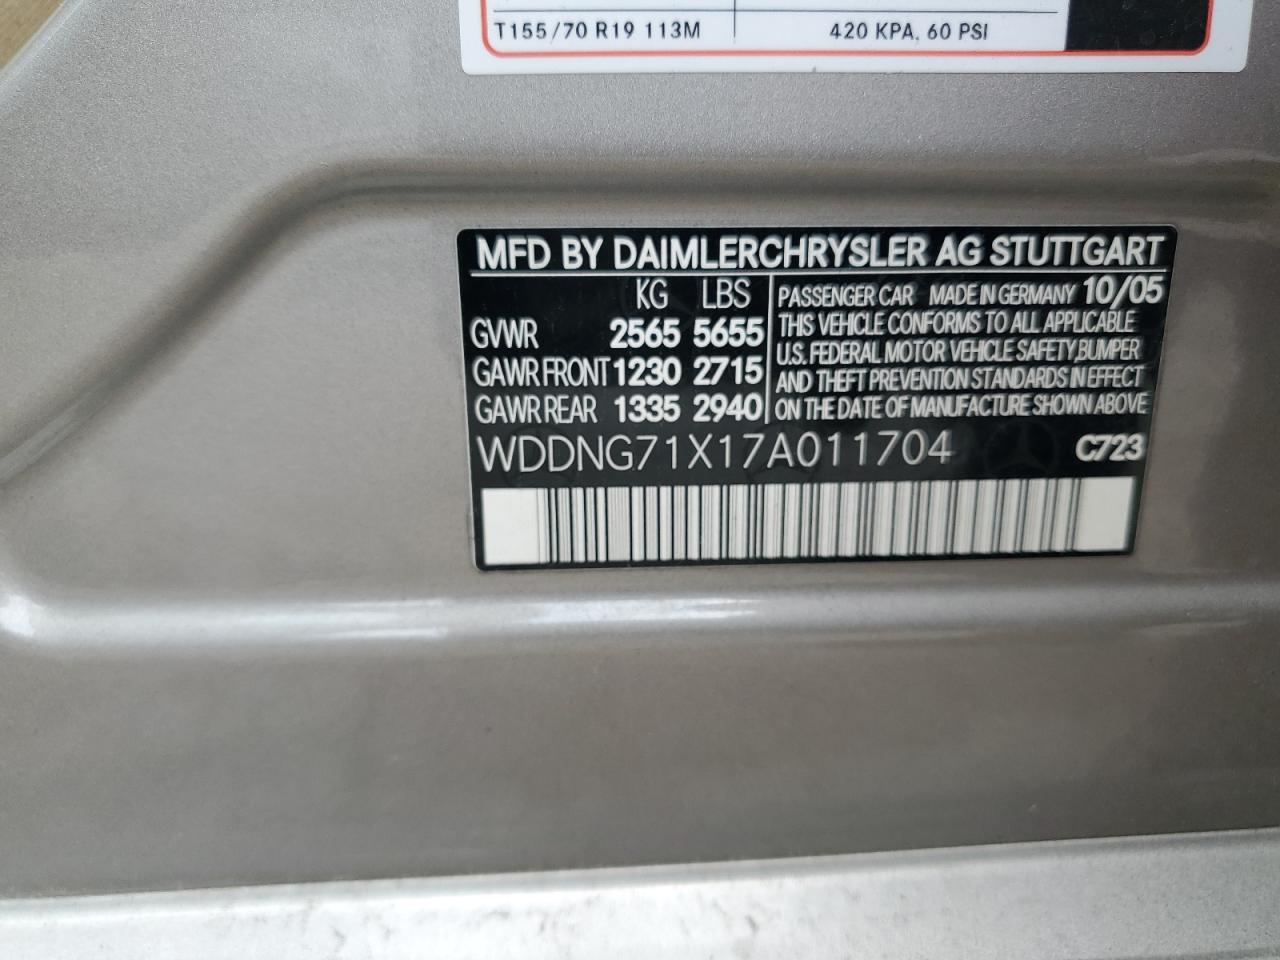 T155/70 R19 113M 420 KPA, 60 PSI
MFD BY DAIMLERCHRYSLER AG STUTTGART
KG LBS
GVWR 2565 5655
GAWR FRONT 1230 2715
GAWR REAR 1335 2940
PASSENGER CAR MADE IN GERMANY 10/05
THIS VEHICLE CONFORMS TO ALL APPLICABLE
U.S. FEDERAL MOTOR VEHICLE SAFETY,BUMPER
AND THEFT PREVENTION STANDARDS IN EFFECT
ON THE DATE OF MANUFACTURE SHOWN ABOVE
WDDNG71X17A011704 C723